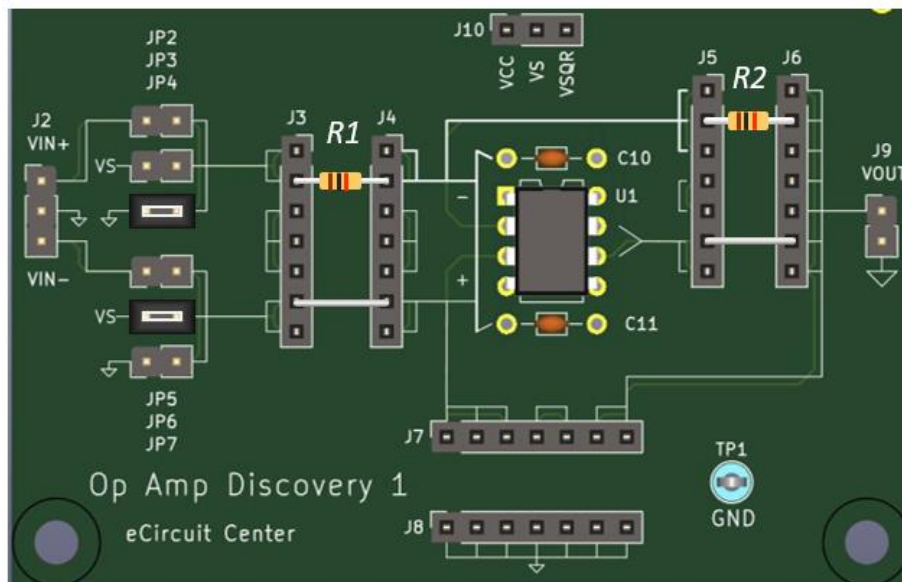 J10
VCC
VS
VSQR
JP2
JP3
JP4
J2
VIN+
VS
VIN-
VS
JP5
JP6
JP7
J3
R1
J4
-
+
C10
U1
C11
J5
R2
J6
J9
VOUT
J7
J8
TP1
GND
Op Amp Discovery 1
eCircuit Center